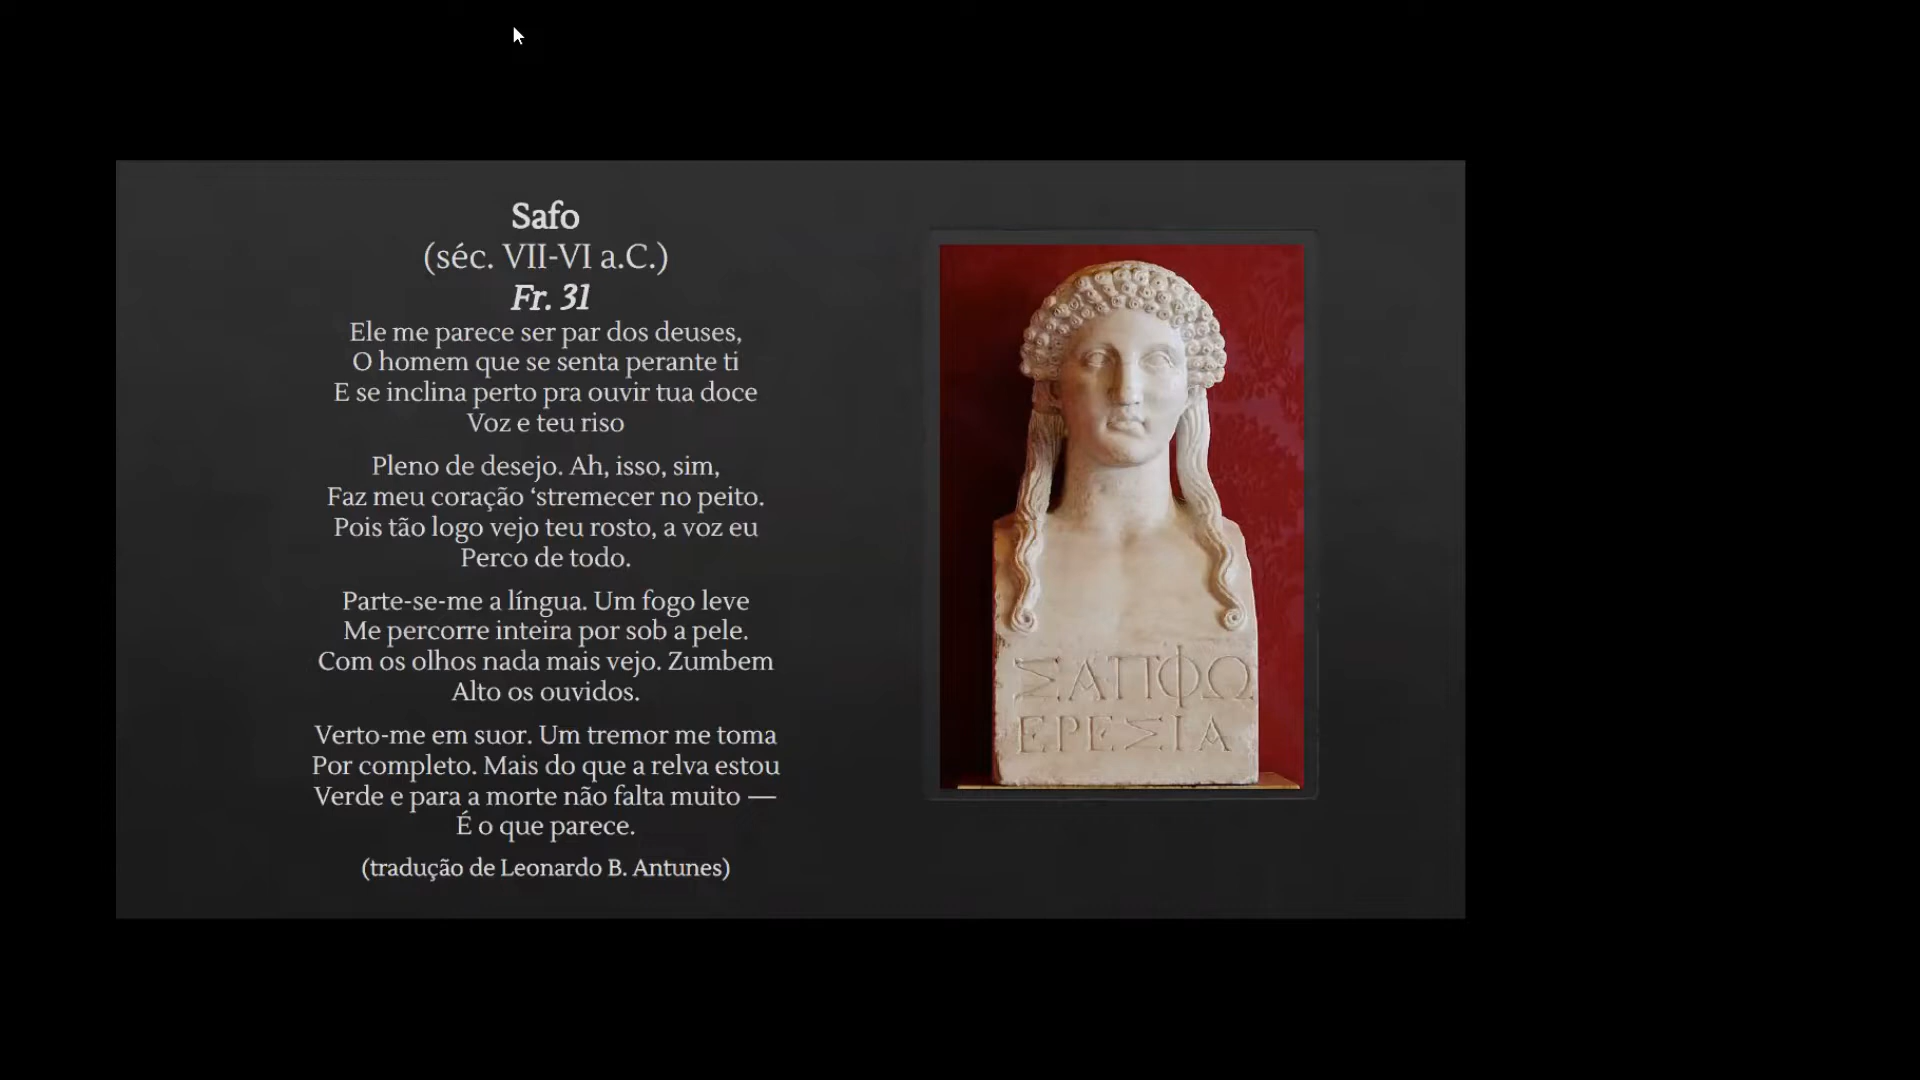 Safo
(séc. VII-VI a.C.)
Fr. 31
Ele me parece ser par dos deuses,
O homem que se senta perante ti
E se inclina perto pra ouvir tua doce
Voz e teu riso
Pleno de desejo. Ah, isso, sim,
Faz meu coração ‘stremecer no peito.
Pois tão logo vejo teu rosto, a voz eu
Perco de todo.
Parte-se-me a língua. Um fogo leve
Me percorre inteira por sob a pele.
Com os olhos nada mais vejo. Zumbem
Alto os ouvidos.
Verto-me em suor. Um tremor me toma
Por completo. Mais do que a relva estou
Verde e para a morte não falta muito —
É o que parece.
(tradução de Leonardo B. Antunes)
ΣΑΠΦΩ
ΕΡΕΣΙΑ